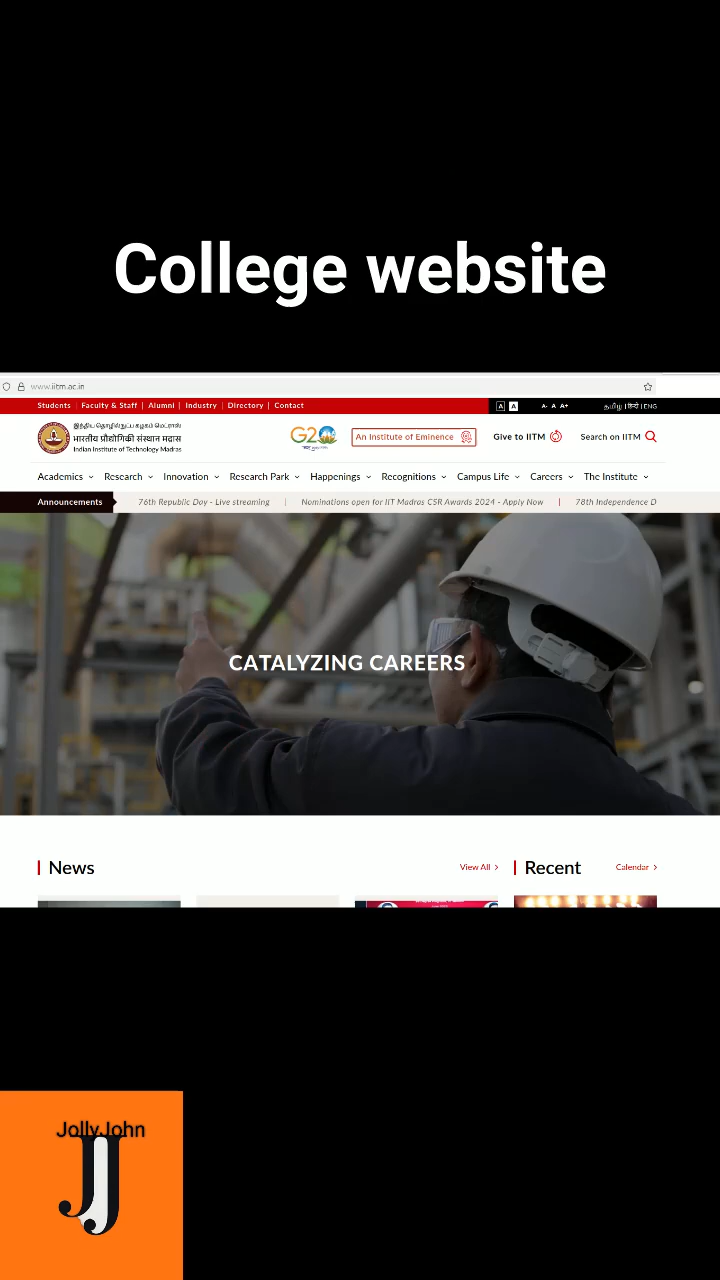 College website
www.iitm.ac.in
Students | Faculty & Staff | Alumni | Industry | Directory | Contact
A A A- A A+ தமிழ் | हिन्दी | ENG
இந்திய தொழில்நுட்ப கழகம் மெட்ராஸ்
भारतीय प्रौद्योगिकी संस्थान मद्रास
Indian Institute of Technology Madras
G20
An Institute of Eminence
Give to IITM
Search on IITM
Academics Research Innovation Research Park Happenings Recognitions Campus Life Careers The Institute
Announcements 76th Republic Day - Live streaming | Nominations open for IIT Madras CSR Awards 2024 - Apply Now | 78th Independence D
CATALYZING CAREERS
News View All > Recent Calendar >
JollyJohn
JJ